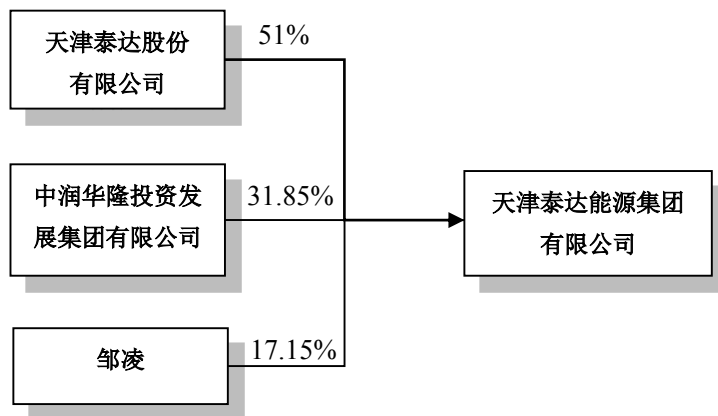 天津泰达股份
有限公司
51%
中润华隆投资发
展集团有限公司
31.85%
邹凌
17.15%
天津泰达能源集团
有限公司